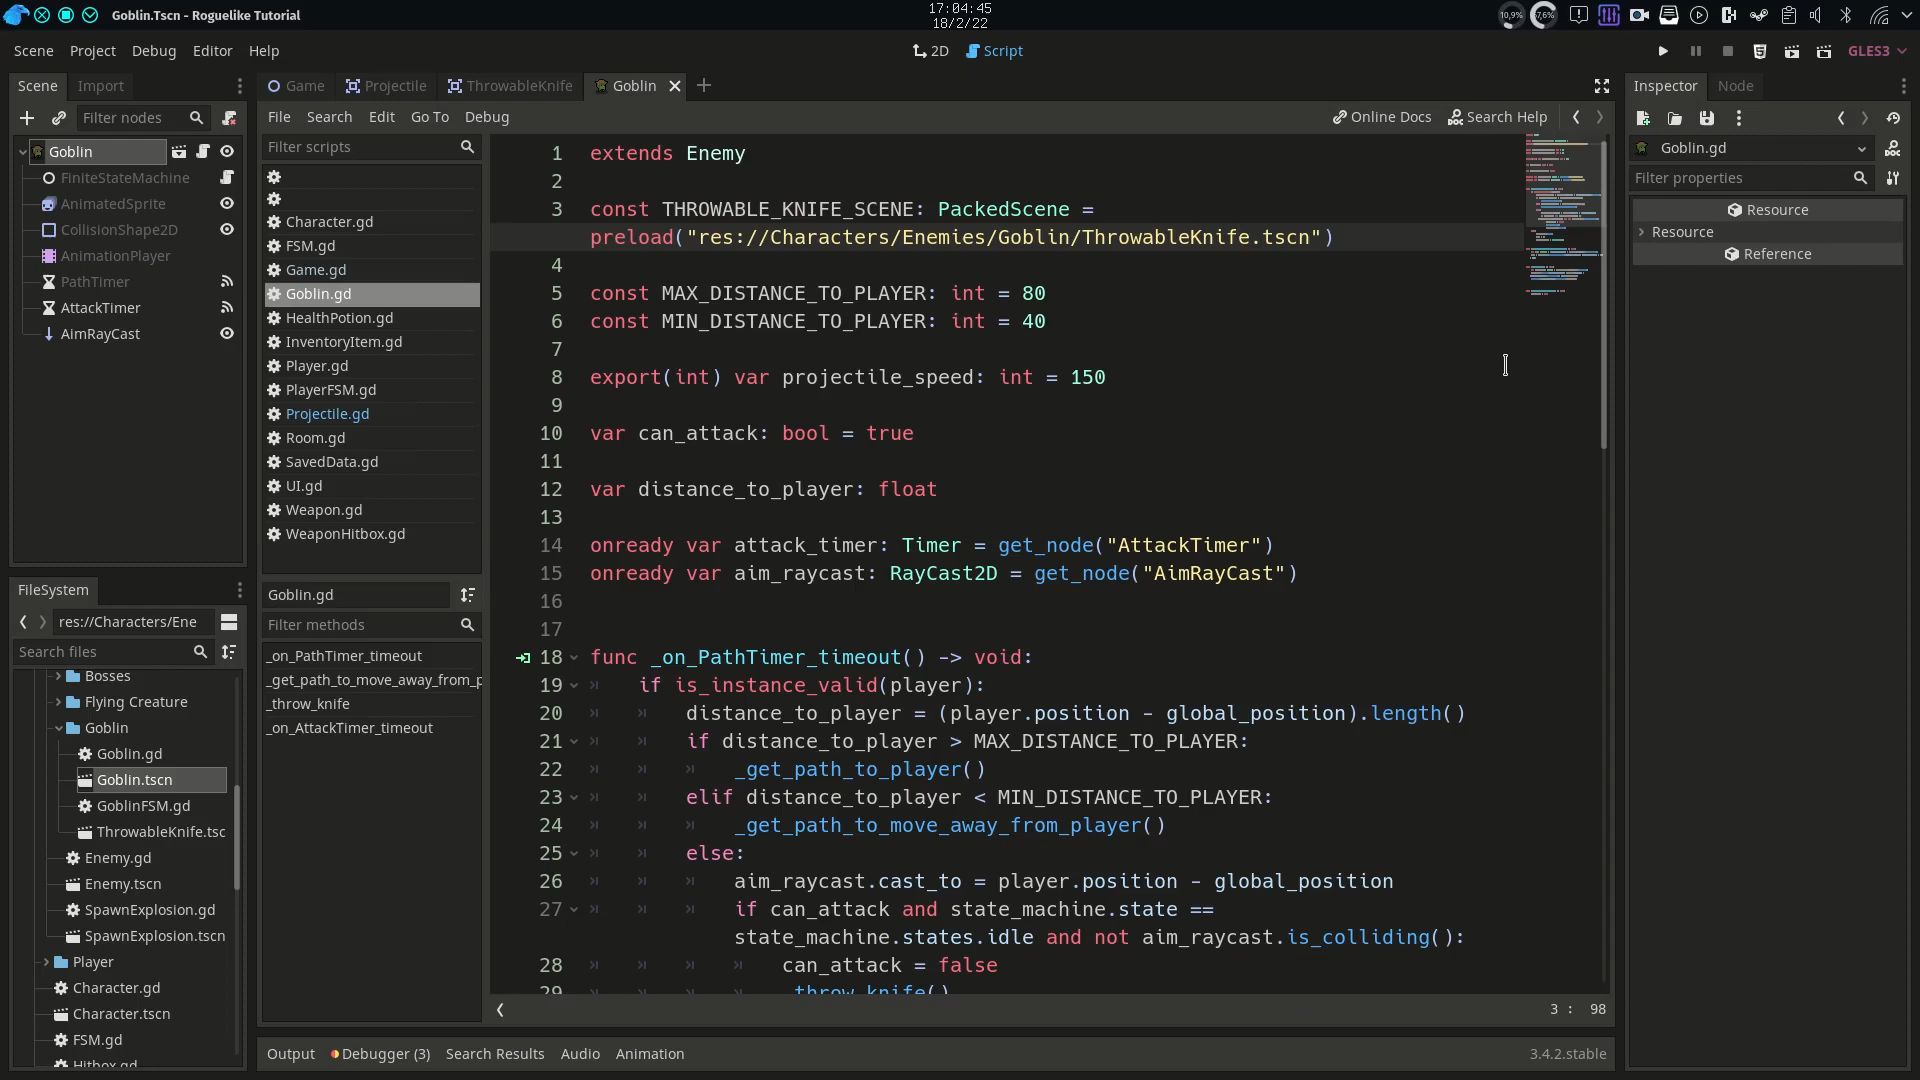 Goblin.Tscn - Roguelike Tutorial
17:04:45
18/2/22
10,9%
57,6%
Scene
Project
Debug
Editor
Help
2D
Script
GLES3
Scene
Import
Filter nodes
Goblin
FiniteStateMachine
AnimatedSprite
CollisionShape2D
AnimationPlayer
PathTimer
AttackTimer
AimRayCast
FileSystem
res://Characters/Ene
Search files
Bosses
Flying Creature
Goblin
Goblin.gd
Goblin.tscn
GoblinFSM.gd
ThrowableKnife.tsc
Enemy.gd
Enemy.tscn
SpawnExplosion.gd
SpawnExplosion.tscn
Player
Character.gd
Character.tscn
FSM.gd
Hitbox.gd
Game
Projectile
ThrowableKnife
Goblin
File
Search
Edit
Go To
Debug
Online Docs
Search Help
Filter scripts
Character.gd
FSM.gd
Game.gd
Goblin.gd
HealthPotion.gd
InventoryItem.gd
Player.gd
PlayerFSM.gd
Projectile.gd
Room.gd
SavedData.gd
UI.gd
Weapon.gd
WeaponHitbox.gd
Goblin.gd
Filter methods
_on_PathTimer_timeout
_get_path_to_move_away_from_p
_throw_knife
_on_AttackTimer_timeout
1 extends Enemy
2
3 const THROWABLE_KNIFE_SCENE: PackedScene =
preload("res://Characters/Enemies/Goblin/ThrowableKnife.tscn")
4
5 const MAX_DISTANCE_TO_PLAYER: int = 80
6 const MIN_DISTANCE_TO_PLAYER: int = 40
7
8 export(int) var projectile_speed: int = 150
9
10 var can_attack: bool = true
11
12 var distance_to_player: float
13
14 onready var attack_timer: Timer = get_node("AttackTimer")
15 onready var aim_raycast: RayCast2D = get_node("AimRayCast")
16
17
18 func _on_PathTimer_timeout() -> void:
19 if is_instance_valid(player):
20 distance_to_player = (player.position - global_position).length()
21 if distance_to_player > MAX_DISTANCE_TO_PLAYER:
22 _get_path_to_player()
23 elif distance_to_player < MIN_DISTANCE_TO_PLAYER:
24 _get_path_to_move_away_from_player()
25 else:
26 aim_raycast.cast_to = player.position - global_position
27 if can_attack and state_machine.state ==
state_machine.states.idle and not aim_raycast.is_colliding():
28 can_attack = false
29 _throw_knife()
3 : 98
Output
Debugger (3)
Search Results
Audio
Animation
3.4.2.stable
Inspector
Node
Goblin.gd
Filter properties
Resource
Resource
Reference